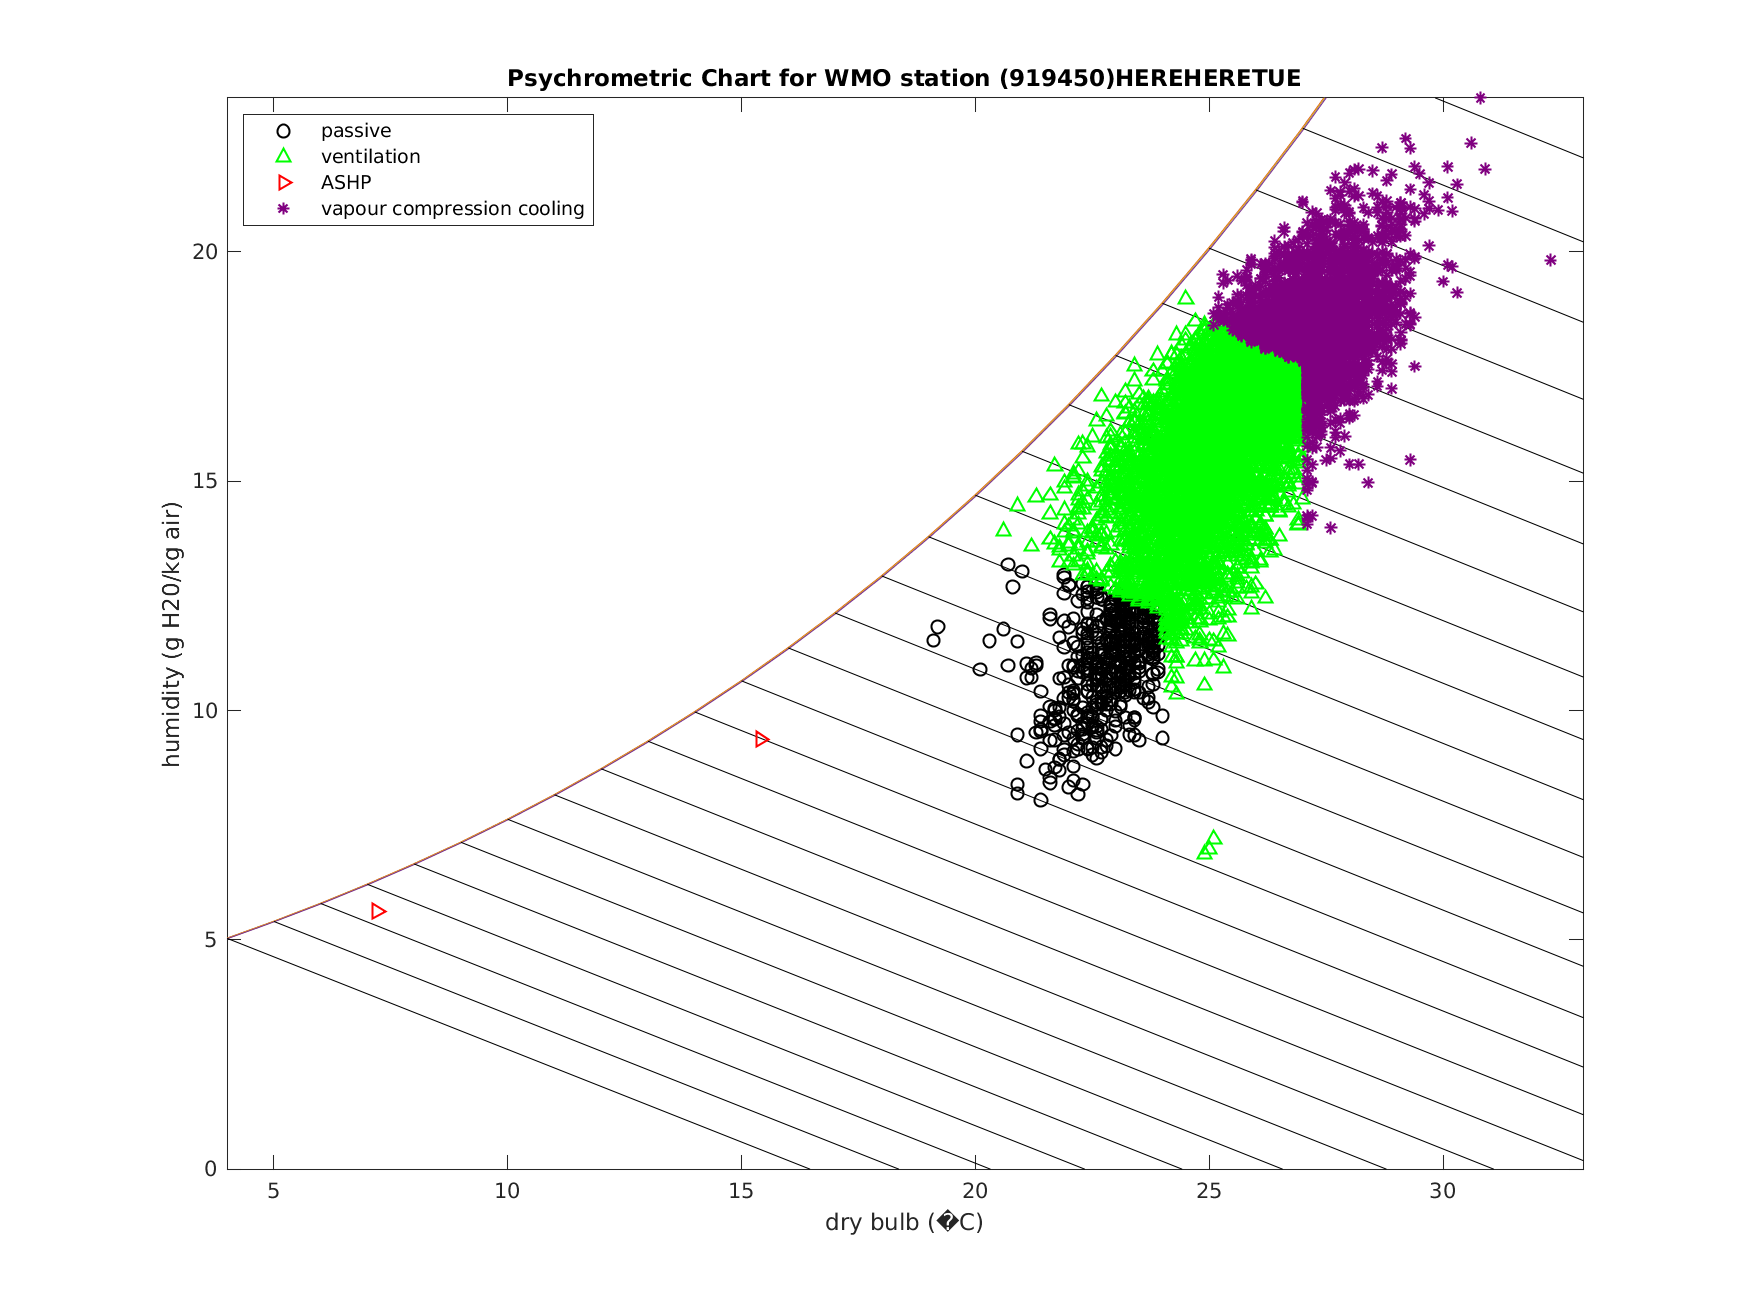 Psychrometric Chart for WMO station (919450)HEREHERETUE
passive
ventilation
ASHP
vapour compression cooling
humidity (g H20/kg air)
20
15
10
5
0
5 10 15 20 25 30
dry bulb (�C)